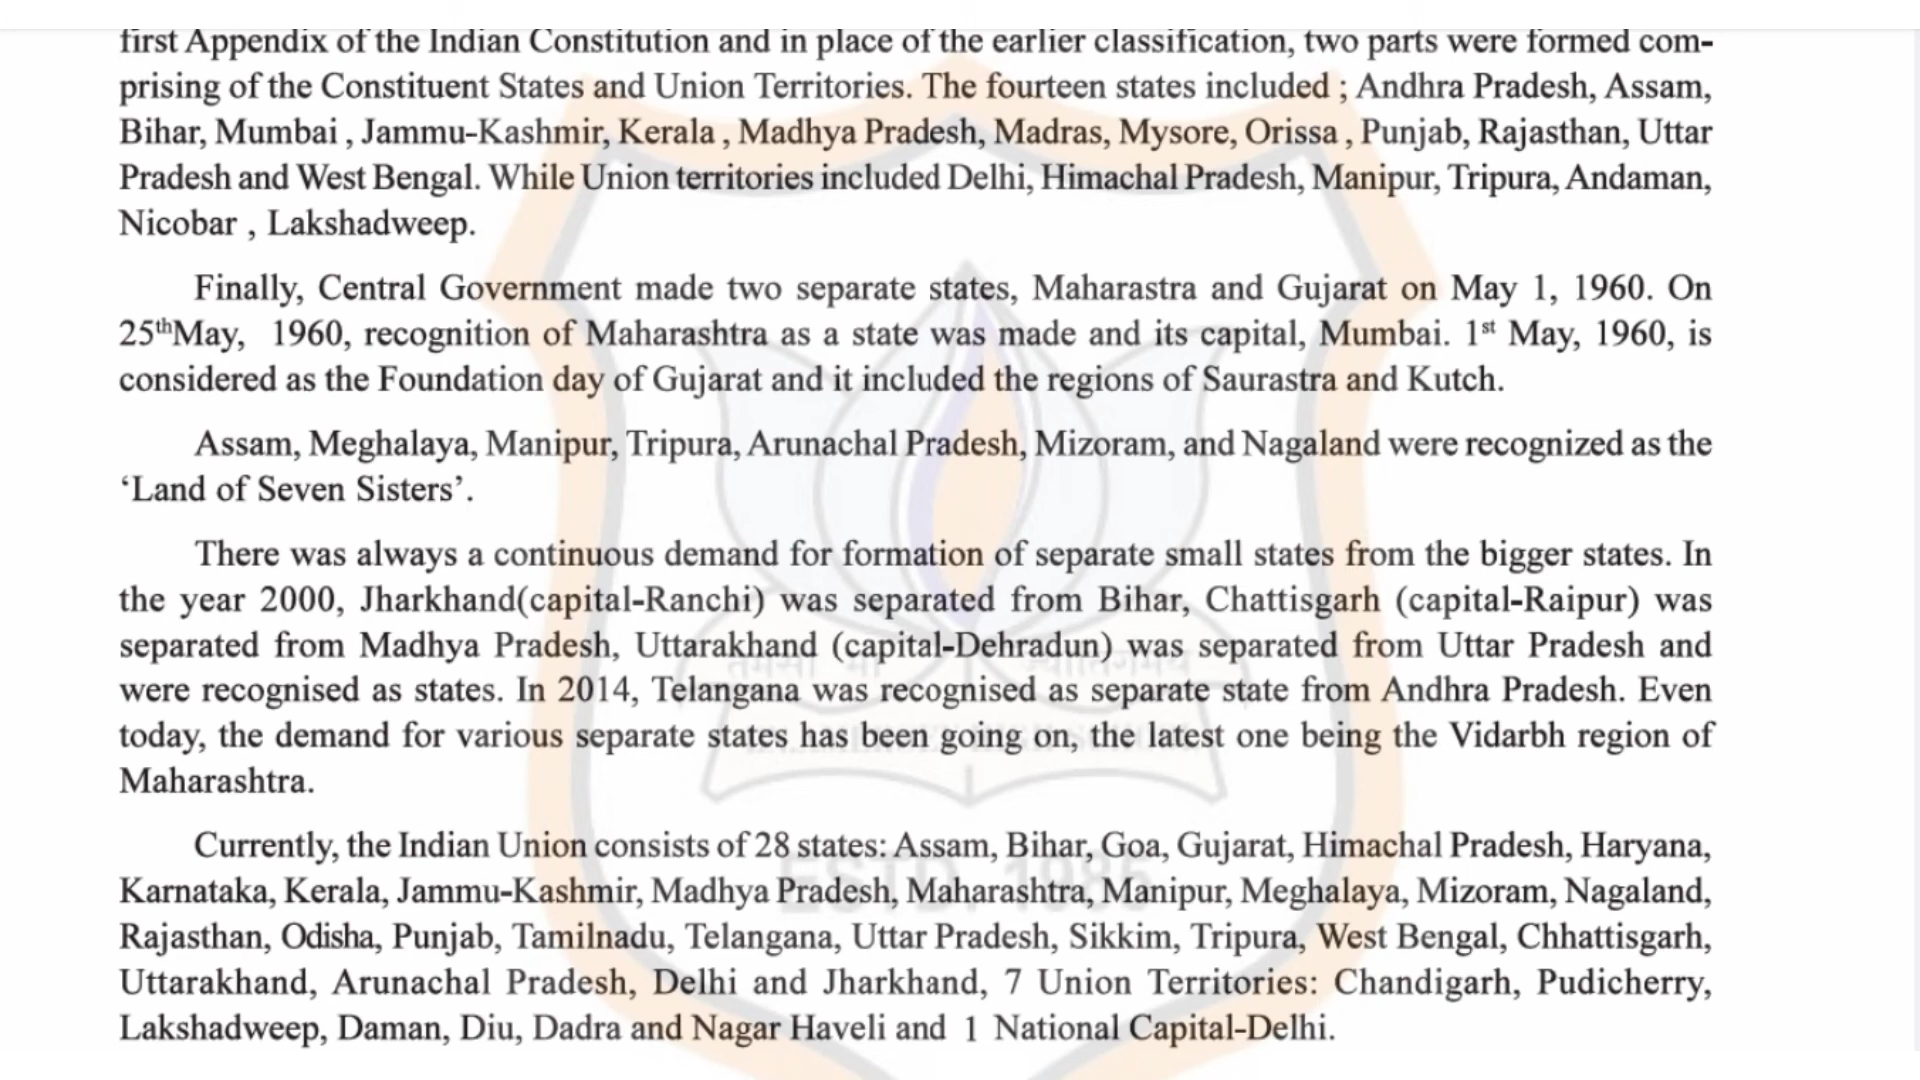 first Appendix of the Indian Constitution and in place of the earlier classification, two parts were formed com-
prising of the Constituent States and Union Territories. The fourteen states included ; Andhra Pradesh, Assam,
Bihar, Mumbai , Jammu-Kashmir, Kerala , Madhya Pradesh, Madras, Mysore, Orissa , Punjab, Rajasthan, Uttar
Pradesh and West Bengal. While Union territories included Delhi, Himachal Pradesh, Manipur, Tripura, Andaman,
Nicobar , Lakshadweep.
Finally, Central Government made two separate states, Maharastra and Gujarat on May 1, 1960. On
25thMay, 1960, recognition of Maharashtra as a state was made and its capital, Mumbai. 1st May, 1960, is
considered as the Foundation day of Gujarat and it included the regions of Saurastra and Kutch.
Assam, Meghalaya, Manipur, Tripura, Arunachal Pradesh, Mizoram, and Nagaland were recognized as the
‘Land of Seven Sisters’.
There was always a continuous demand for formation of separate small states from the bigger states. In
the year 2000, Jharkhand(capital-Ranchi) was separated from Bihar, Chattisgarh (capital-Raipur) was
separated from Madhya Pradesh, Uttarakhand (capital-Dehradun) was separated from Uttar Pradesh and
were recognised as states. In 2014, Telangana was recognised as separate state from Andhra Pradesh. Even
today, the demand for various separate states has been going on, the latest one being the Vidarbh region of
Maharashtra.
Currently, the Indian Union consists of 28 states: Assam, Bihar, Goa, Gujarat, Himachal Pradesh, Haryana,
Karnataka, Kerala, Jammu-Kashmir, Madhya Pradesh, Maharashtra, Manipur, Meghalaya, Mizoram, Nagaland,
Rajasthan, Odisha, Punjab, Tamilnadu, Telangana, Uttar Pradesh, Sikkim, Tripura, West Bengal, Chhattisgarh,
Uttarakhand, Arunachal Pradesh, Delhi and Jharkhand, 7 Union Territories: Chandigarh, Pudicherry,
Lakshadweep, Daman, Diu, Dadra and Nagar Haveli and 1 National Capital-Delhi.
ESTD. 1985